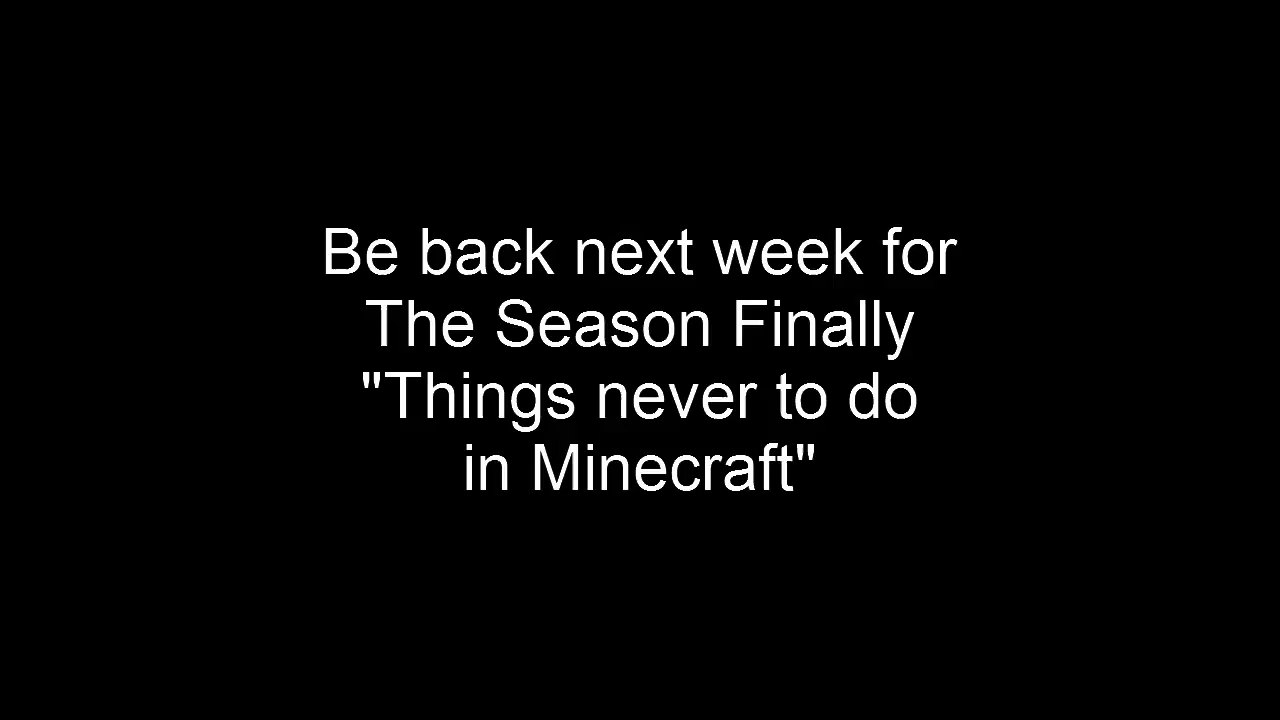 Be back next week for
The Season Finally
"Things never to do
in Minecraft"